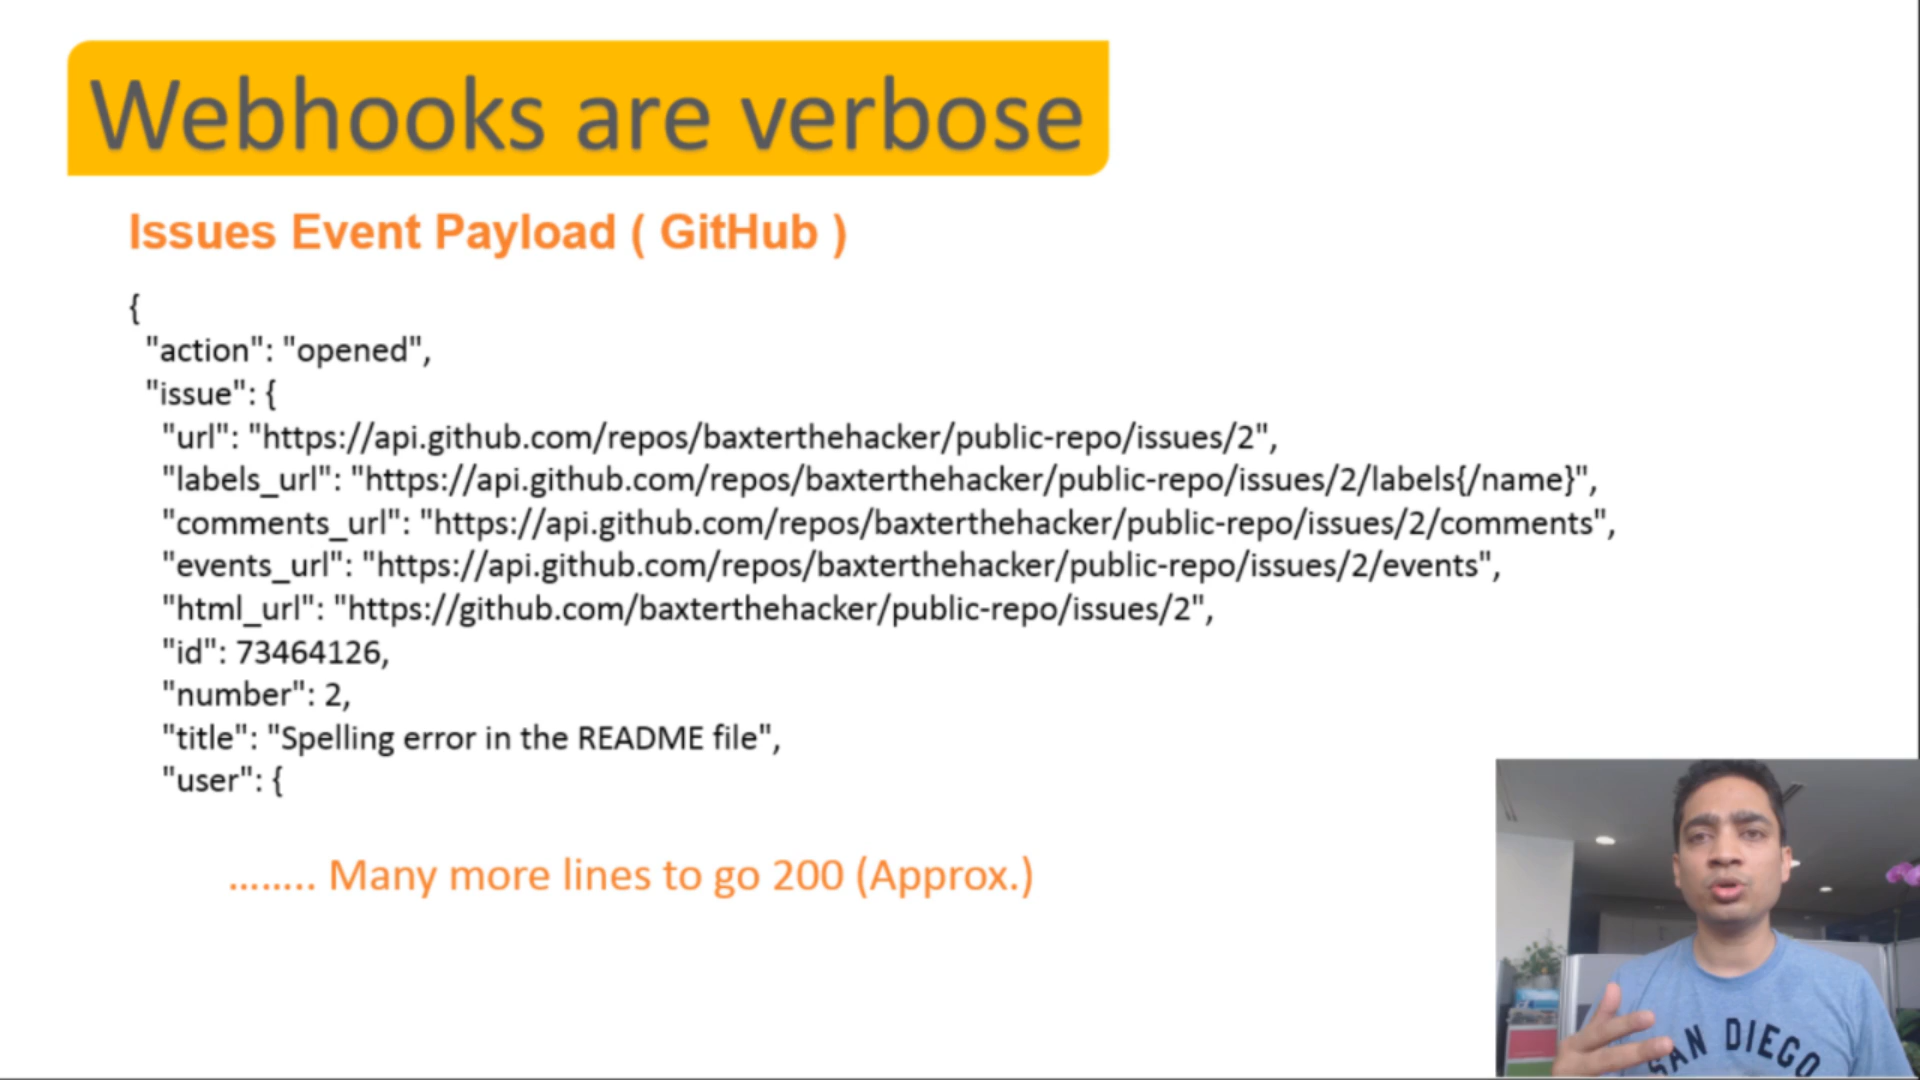 Webhooks are verbose
Issues Event Payload ( GitHub )
{
"action": "opened",
"issue": {
"url": "https://api.github.com/repos/baxterthehacker/public-repo/issues/2",
"labels_url": "https://api.github.com/repos/baxterthehacker/public-repo/issues/2/labels{/name}",
"comments_url": "https://api.github.com/repos/baxterthehacker/public-repo/issues/2/comments",
"events_url": "https://api.github.com/repos/baxterthehacker/public-repo/issues/2/events",
"html_url": "https://github.com/baxterthehacker/public-repo/issues/2",
"id": 73464126,
"number": 2,
"title": "Spelling error in the README file",
"user": {
........ Many more lines to go 200 (Approx.)
SAN DIEGO